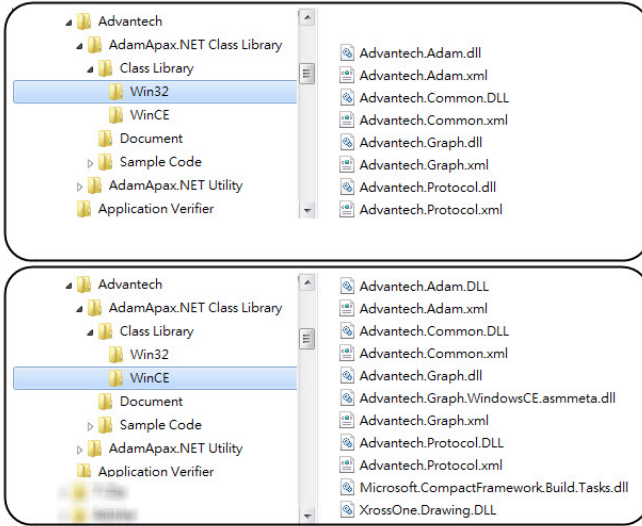 Advantech
AdamApax.NET Class Library
Class Library
Win32
WinCE
Document
Sample Code
AdamApax.NET Utility
Application Verifier
Advantech.Adam.dll
Advantech.Adam.xml
Advantech.Common.DLL
Advantech.Common.xml
Advantech.Graph.dll
Advantech.Graph.xml
Advantech.Protocol.dll
Advantech.Protocol.xml
Advantech
AdamApax.NET Class Library
Class Library
Win32
WinCE
Document
Sample Code
AdamApax.NET Utility
Application Verifier
Advantech.Adam.DLL
Advantech.Adam.xml
Advantech.Common.DLL
Advantech.Common.xml
Advantech.Graph.dll
Advantech.Graph.WindowsCE.asmmeta.dll
Advantech.Graph.xml
Advantech.Protocol.DLL
Advantech.Protocol.xml
Microsoft.CompactFramework.Build.Tasks.dll
XrossOne.Drawing.DLL